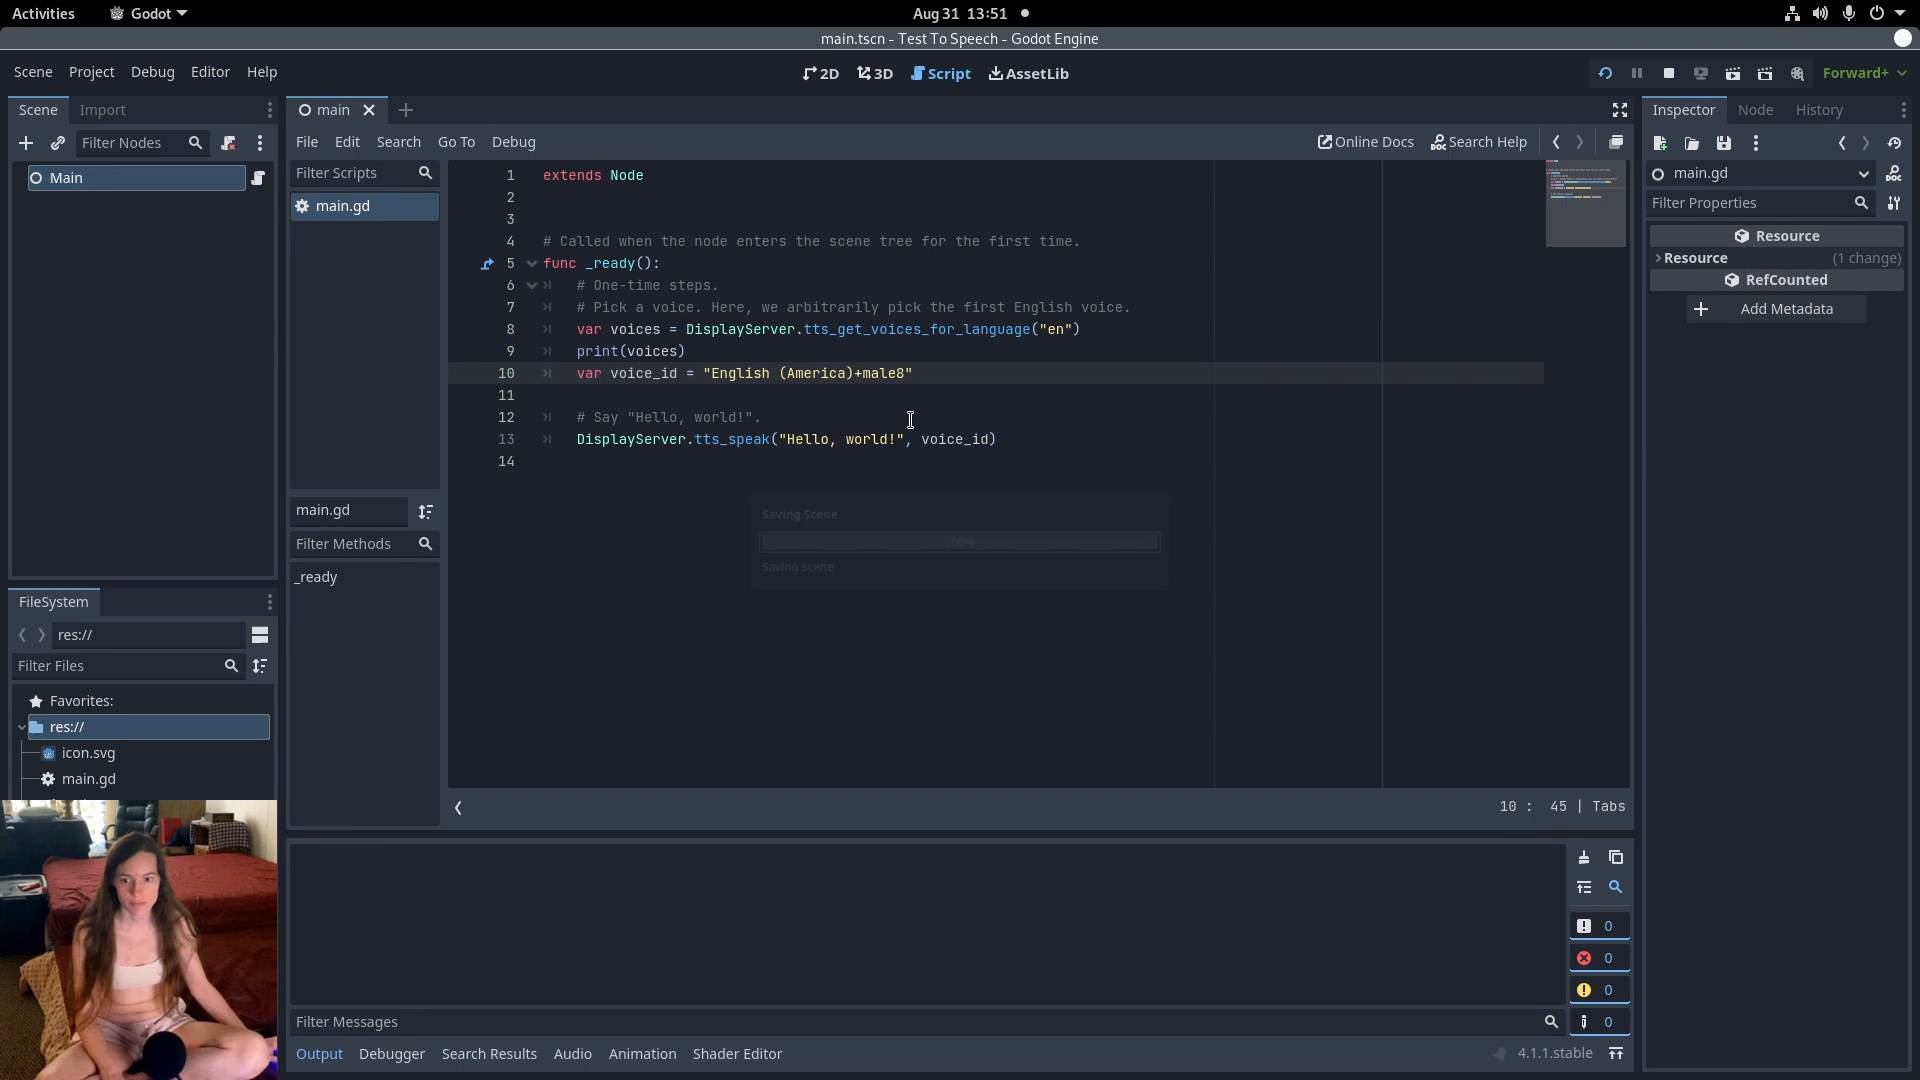 Activities Godot Aug 31 13:51
main.tscn - Test To Speech - Godot Engine
Scene Project Debug Editor Help 2D 3D Script AssetLib Forward+
Scene Import
Filter Nodes
Main
FileSystem
res://
Filter Files
Favorites:
res://
icon.svg
main.gd
main
File Edit Search Go To Debug Online Docs Search Help
Filter Scripts
main.gd
main.gd
Filter Methods
_ready
1 extends Node
2
3
4 # Called when the node enters the scene tree for the first time.
5 func _ready():
6 # One-time steps.
7 # Pick a voice. Here, we arbitrarily pick the first English voice.
8 var voices = DisplayServer.tts_get_voices_for_language("en")
9 print(voices)
10 var voice_id = "English (America)+male8"
11
12 # Say "Hello, world!".
13 DisplayServer.tts_speak("Hello, world!", voice_id)
14
Saving Scene
100%
Saving Scene
10 : 45 | Tabs
0
0
0
0
Filter Messages
Output Debugger Search Results Audio Animation Shader Editor 4.1.1.stable
Inspector Node History
main.gd
Filter Properties
Resource
Resource (1 change)
RefCounted
Add Metadata